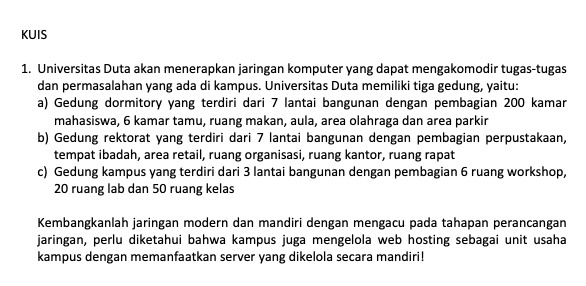 KUIS
1. Universitas Duta akan menerapkan jaringan komputer yang dapat mengakomodir tugas-tugas
dan permasalahan yang ada di kampus. Universitas Duta memiliki tiga gedung, yaitu:
a) Gedung dormitory yang terdiri dari 7 lantai bangunan dengan pembagian 200 kamar
mahasiswa, 6 kamar tamu, ruang makan, aula, area olahraga dan area parkir
b) Gedung rektorat yang terdiri dari 7 lantai bangunan dengan pembagian perpustakaan,
tempat ibadah, area retail, ruang organisasi, ruang kantor, ruang rapat
c) Gedung kampus yang terdiri dari 3 lantai bangunan dengan pembagian 6 ruang workshop,
20 ruang lab dan 50 ruang kelas
Kembangkanlah jaringan modern dan mandiri dengan mengacu pada tahapan perancangan
jaringan, perlu diketahui bahwa kampus juga mengelola web hosting sebagai unit usaha
kampus dengan memanfaatkan server yang dikelola secara mandiri!